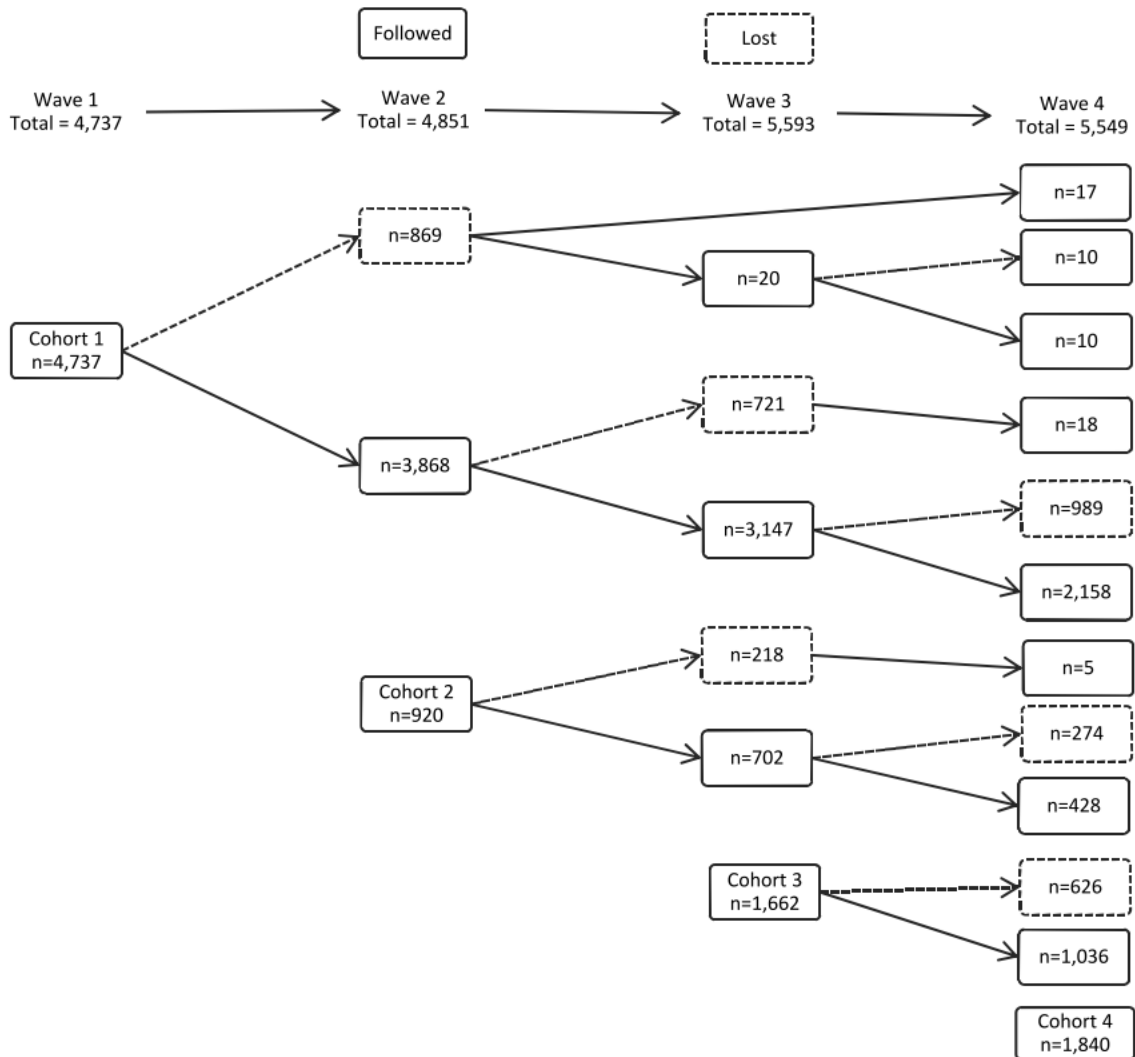 Followed
Lost
Wave 1
Total = 4,737
Wave 2
Total = 4,851
Wave 3
Total = 5,593
Wave 4
Total = 5,549
n=17
n=869
n=10
n=20
n=10
Cohort 1
n=4,737
n=721
n=18
n=3,868
n=989
n=3,147
n=2,158
n=218
n=5
Cohort 2
n=920
n=274
n=702
n=428
Cohort 3
n=1,662
n=626
n=1,036
Cohort 4
n=1,840